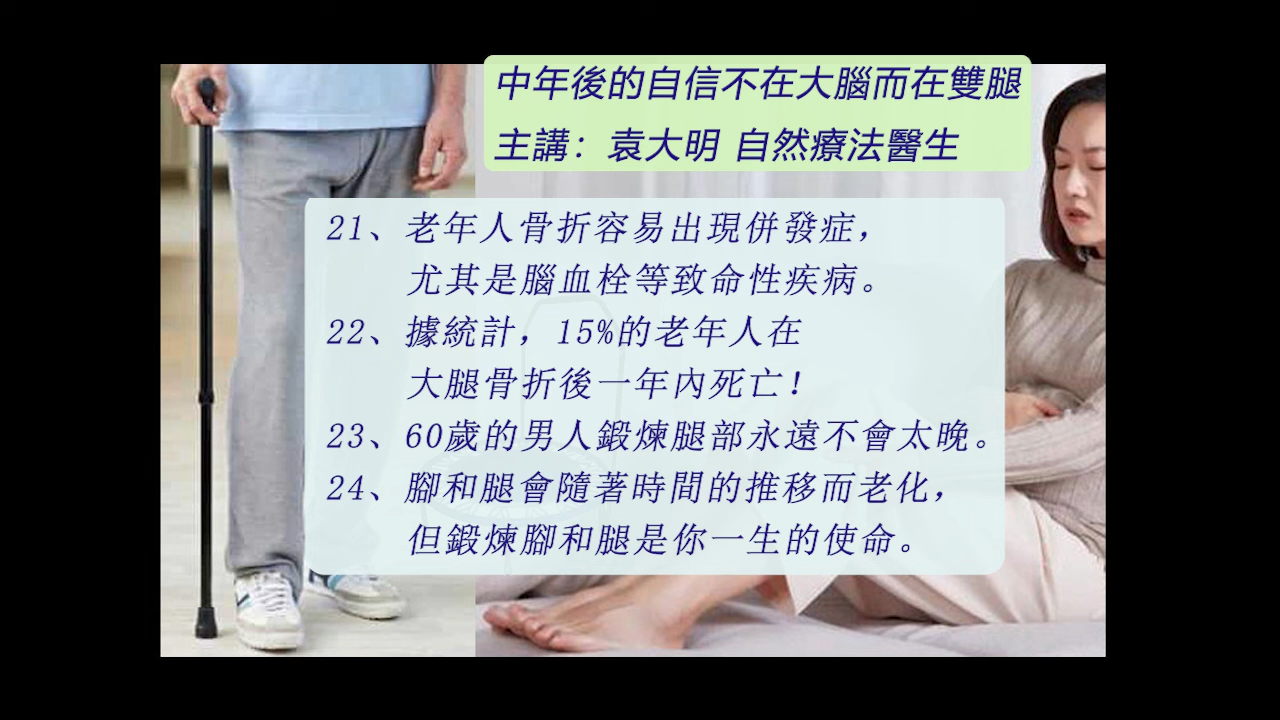 中年後的自信不在大腦而在雙腿
主講：袁大明 自然療法醫生
21、老年人骨折容易出現併發症，
尤其是腦血栓等致命性疾病。
22、據統計，15%的老年人在
大腿骨折後一年內死亡！
23、60歲的男人鍛煉腿部永遠不會太晚。
24、腳和腿會隨著時間的推移而老化，
但鍛煉腳和腿是你一生的使命。